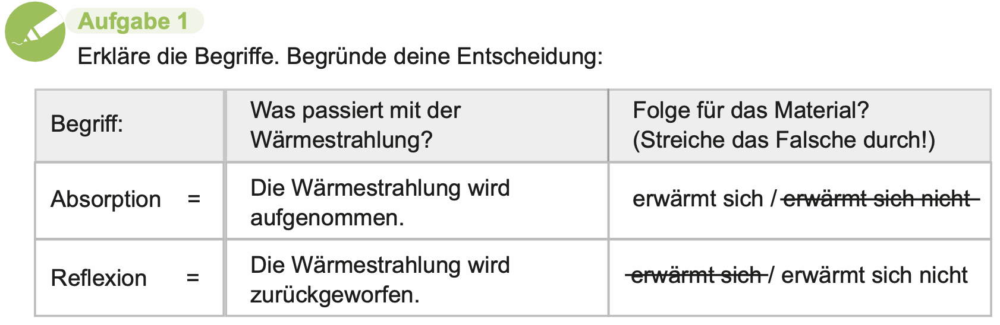 Aufgabe 1
Erkläre die Begriffe. Begründe deine Entscheidung:
Begriff:
Was passiert mit der
Wärmestrahlung?
Folge für das Material?
(Streiche das Falsche durch!)
Absorption =
Die Wärmestrahlung wird
aufgenommen.
erwärmt sich / erwärmt sich nicht
Reflexion =
Die Wärmestrahlung wird
zurückgeworfen.
erwärmt sich / erwärmt sich nicht